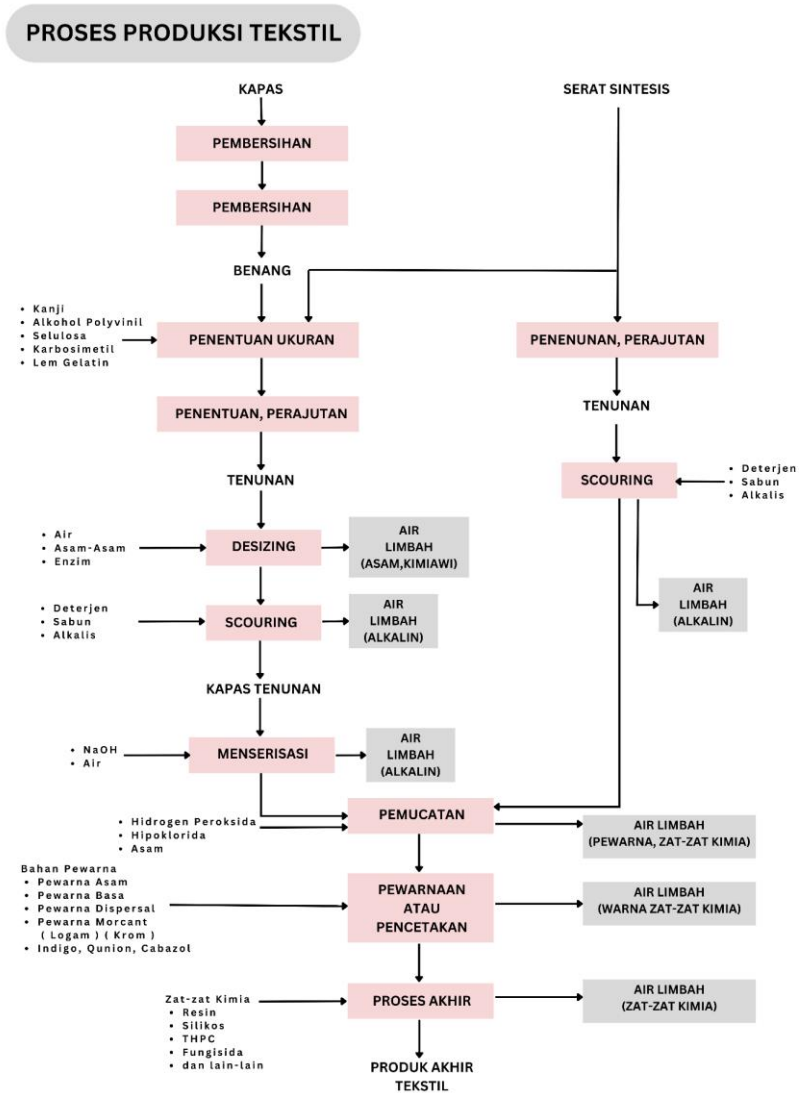 PROSES PRODUKSI TEKSTIL
KAPAS
SERAT SINTESIS
PEMBERSIHAN
PEMBERSIHAN
BENANG
• Kanji
• Alkohol Polyvinil
• Selulosa
• Karbosimetil
• Lem Gelatin
PENENTUAN UKURAN
PENENUNAN, PERAJUTAN
PENENTUAN, PERAJUTAN
TENUNAN
TENUNAN
SCOURING
• Deterjen
• Sabun
• Alkalis
• Air
• Asam-Asam
• Enzim
DESIZING
AIR
LIMBAH
(ASAM,KIMIAWI)
AIR
LIMBAH
(ALKALIN)
• Deterjen
• Sabun
• Alkalis
SCOURING
AIR
LIMBAH
(ALKALIN)
KAPAS TENUNAN
• NaOH
• Air
MENSERISASI
AIR
LIMBAH
(ALKALIN)
• Hidrogen Peroksida
• Hipoklorida
• Asam
PEMUCATAN
AIR LIMBAH
(PEWARNA, ZAT-ZAT KIMIA)
Bahan Pewarna
• Pewarna Asam
• Pewarna Basa
• Pewarna Dispersal
• Pewarna Morcant
( Logam ) ( Krom )
• Indigo, Qunion, Cabazol
PEWARNAAN
ATAU
PENCETAKAN
AIR LIMBAH
(WARNA ZAT-ZAT KIMIA)
Zat-zat Kimia
• Resin
• Silikos
• THPC
• Fungisida
• dan lain-lain
PROSES AKHIR
AIR LIMBAH
(ZAT-ZAT KIMIA)
PRODUK AKHIR
TEKSTIL